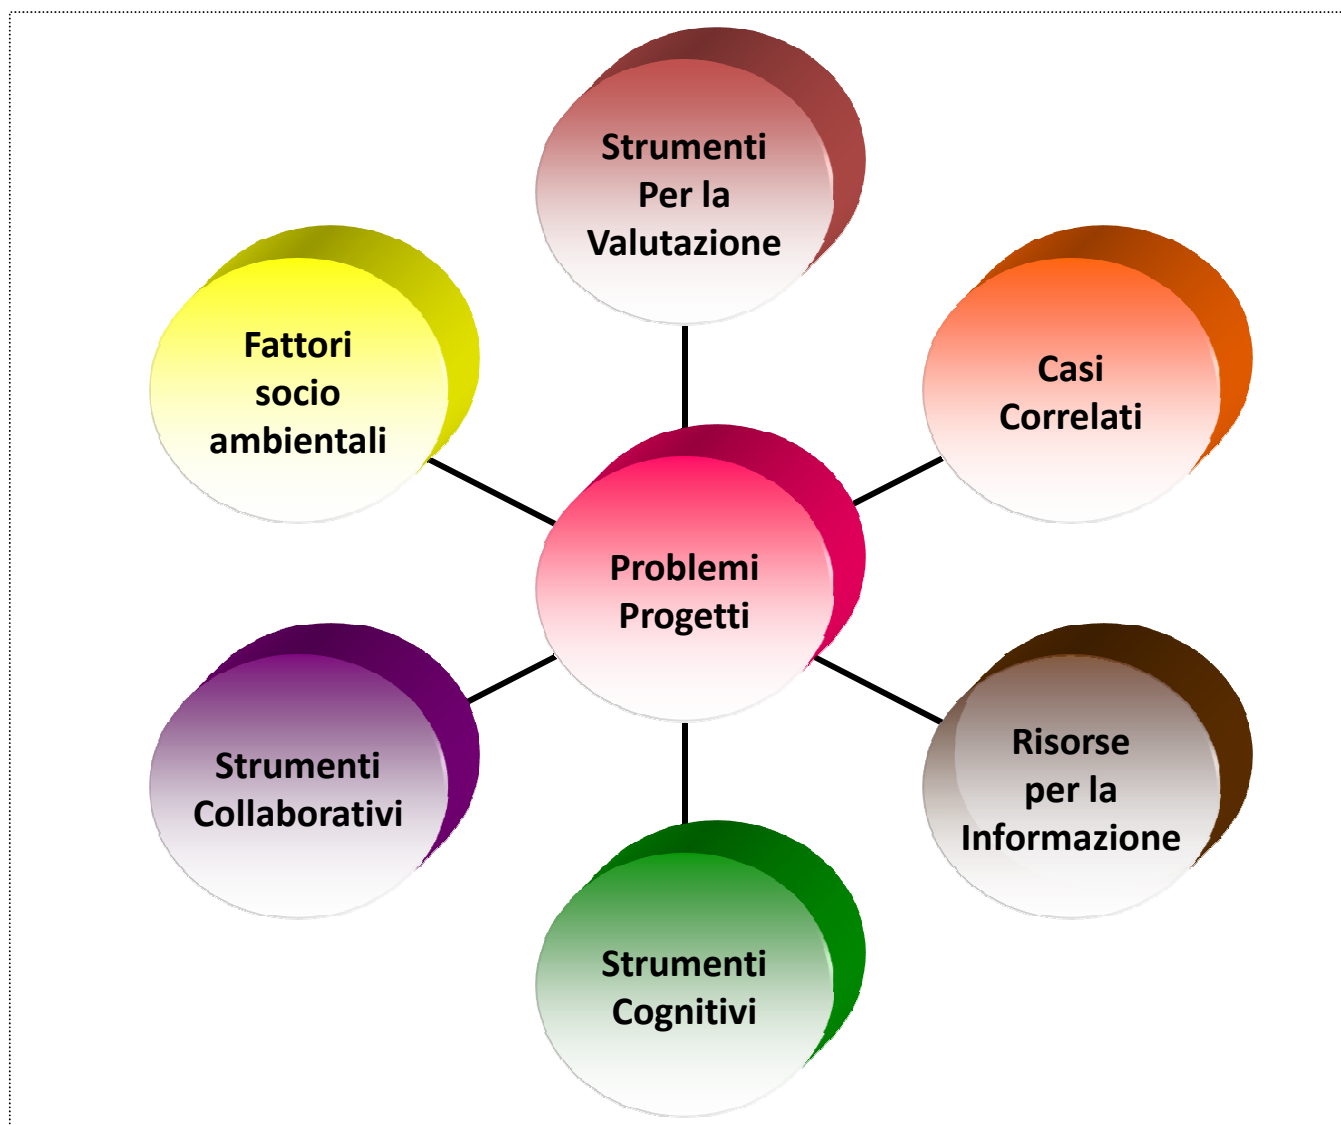 Strumenti
Per la
Valutazione
Fattori
socio
ambientali
Casi
Correlati
Problemi
Progetti
Strumenti
Collaborativi
Risorse
per la
Informazione
Strumenti
Cognitivi